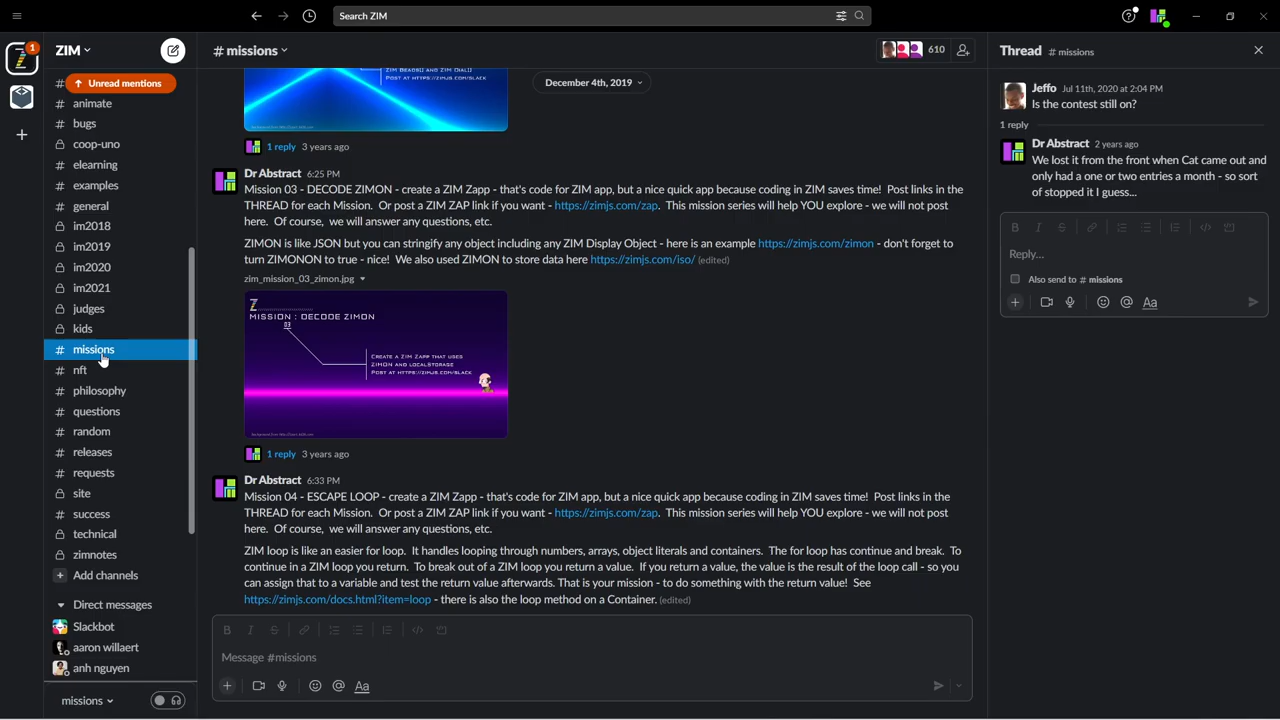 Search ZIM
1
ZIM
Unread mentions
# animate
# bugs
coop-uno
# elearning
# examples
# general
im2018
im2019
im2020
im2021
judges
kids
# missions
# nft
# philosophy
# questions
# random
# releases
# requests
site
# success
technical
zimnotes
+ Add channels
Direct messages
Slackbot
aaron willaert
anh nguyen
missions
# missions
610
December 4th, 2019
POST AT HTTPS://ZIMJS.COM/SLACK
1 reply 3 years ago
Dr Abstract 6:25 PM
Mission 03 - DECODE ZIMON - create a ZIM Zapp - that's code for ZIM app, but a nice quick app because coding in ZIM saves time! Post links in the
THREAD for each Mission. Or post a ZIM ZAP link if you want - https://zimjs.com/zap. This mission series will help YOU explore - we will not post
here. Of course, we will answer any questions, etc.
ZIMON is like JSON but you can stringify any object including any ZIM Display Object - here is an example https://zimjs.com/zimon - don't forget to
turn ZIMONON to true - nice! We also used ZIMON to store data here https://zimjs.com/iso/ (edited)
zim_mission_03_zimon.jpg
MISSION : DECODE ZIMON
03
CREATE A ZIM ZAPP THAT USES
ZIMON AND LOCALSTORAGE
POST AT HTTPS://ZIMJS.COM/SLACK
1 reply 3 years ago
Dr Abstract 6:33 PM
Mission 04 - ESCAPE LOOP - create a ZIM Zapp - that's code for ZIM app, but a nice quick app because coding in ZIM saves time! Post links in the
THREAD for each Mission. Or post a ZIM ZAP link if you want - https://zimjs.com/zap. This mission series will help YOU explore - we will not post
here. Of course, we will answer any questions, etc.
ZIM loop is like an easier for loop. It handles looping through numbers, arrays, object literals and containers. The for loop has continue and break. To
continue in a ZIM loop you return. To break out of a ZIM loop you return a value. If you return a value, the value is the result of the loop call - so you
can assign that to a variable and test the return value afterwards. That is your mission - to do something with the return value! See
https://zimjs.com/docs.html?item=loop - there is also the loop method on a Container. (edited)
Message #missions
Aa
Thread # missions
Jeffo Jul 11th, 2020 at 2:04 PM
Is the contest still on?
1 reply
Dr Abstract 2 years ago
We lost it from the front when Cat came out and
only had a one or two entries a month - so sort
of stopped it I guess...
Reply...
Also send to # missions
Aa